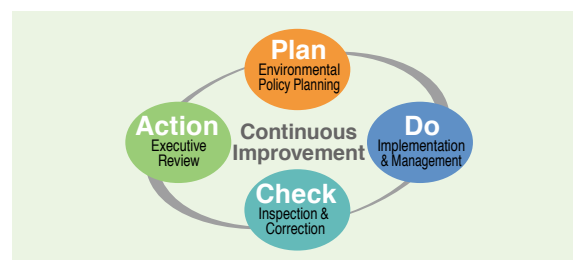 Plan
Environmental
Policy Planning
Action
Executive
Review
Continuous
Improvement
Do
Implementation
& Management
Check
Inspection &
Correction